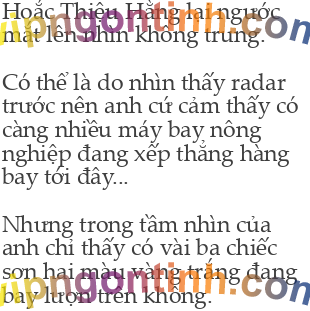 Hoắc Thiệu Hằng lại ngước
mắt lên nhìn không trung.
Có thể là do nhìn thấy radar
trước nên anh cứ cảm thấy có
càng nhiều máy bay nông
nghiệp đang xếp thẳng hàng
bay tới đây...
Nhưng trong tầm nhìn của
anh chỉ thấy có vài ba chiếc
sơn hai màu vàng trắng đang
bay lượn trên không.